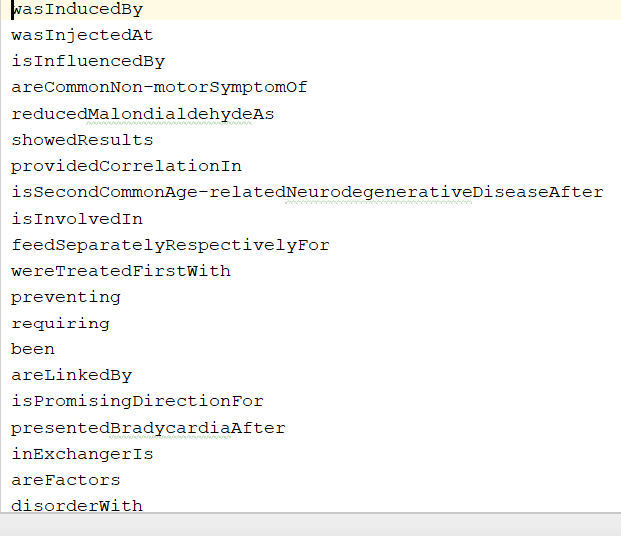 wasInducedBy
wasInjectedAt
isInfluencedBy
areCommonNon-motorSymptomOf
reducedMalondialdehydeAs
showedResults
providedCorrelationIn
isSecondCommonAge-relatedNeurodegenerativeDiseaseAfter
isInvolvedIn
feedSeparatelyRespectivelyFor
wereTreatedFirstWith
preventing
requiring
been
areLinkedBy
isPromisingDirectionFor
presentedBradycardiaAfter
inExchangerIs
areFactors
disorderWith